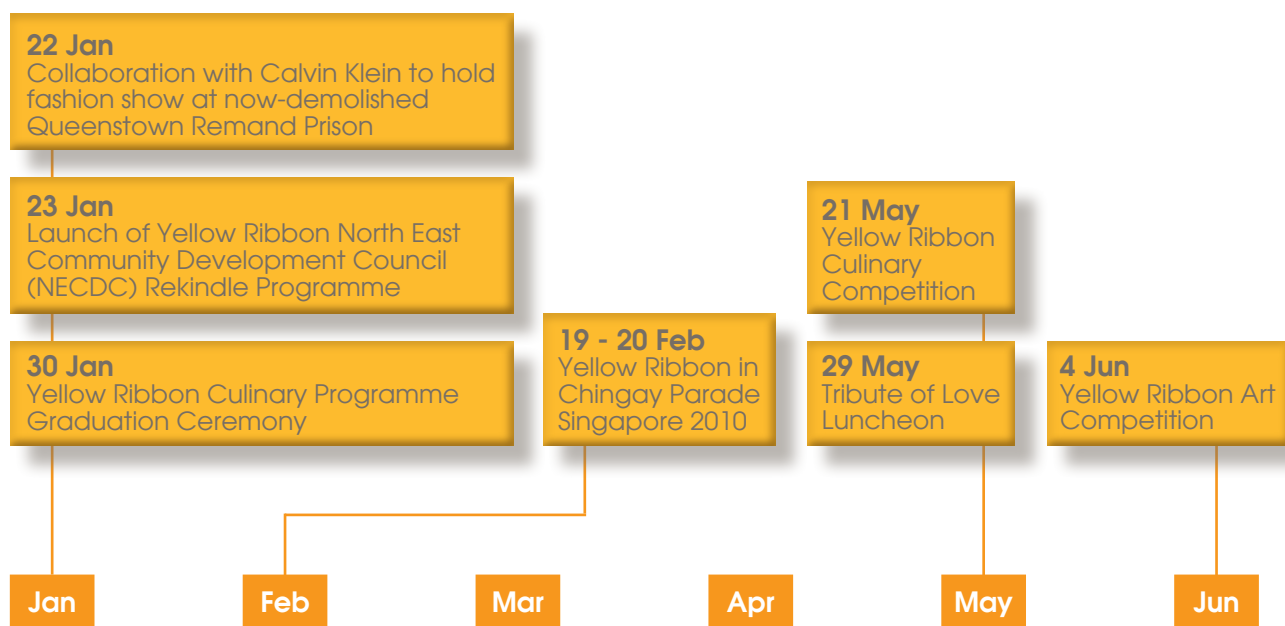 22 Jan
Collaboration with Calvin Klein to hold
fashion show at now-demolished
Queenstown Remand Prison
23 Jan
Launch of Yellow Ribbon North East
Community Development Council
(NECDC) Rekindle Programme
30 Jan
Yellow Ribbon Culinary Programme
Graduation Ceremony
19 - 20 Feb
Yellow Ribbon in
Chingay Parade
Singapore 2010
21 May
Yellow Ribbon
Culinary
Competition
29 May
Tribute of Love
Luncheon
4 Jun
Yellow Ribbon Art
Competition
Jan
Feb
Mar
Apr
May
Jun